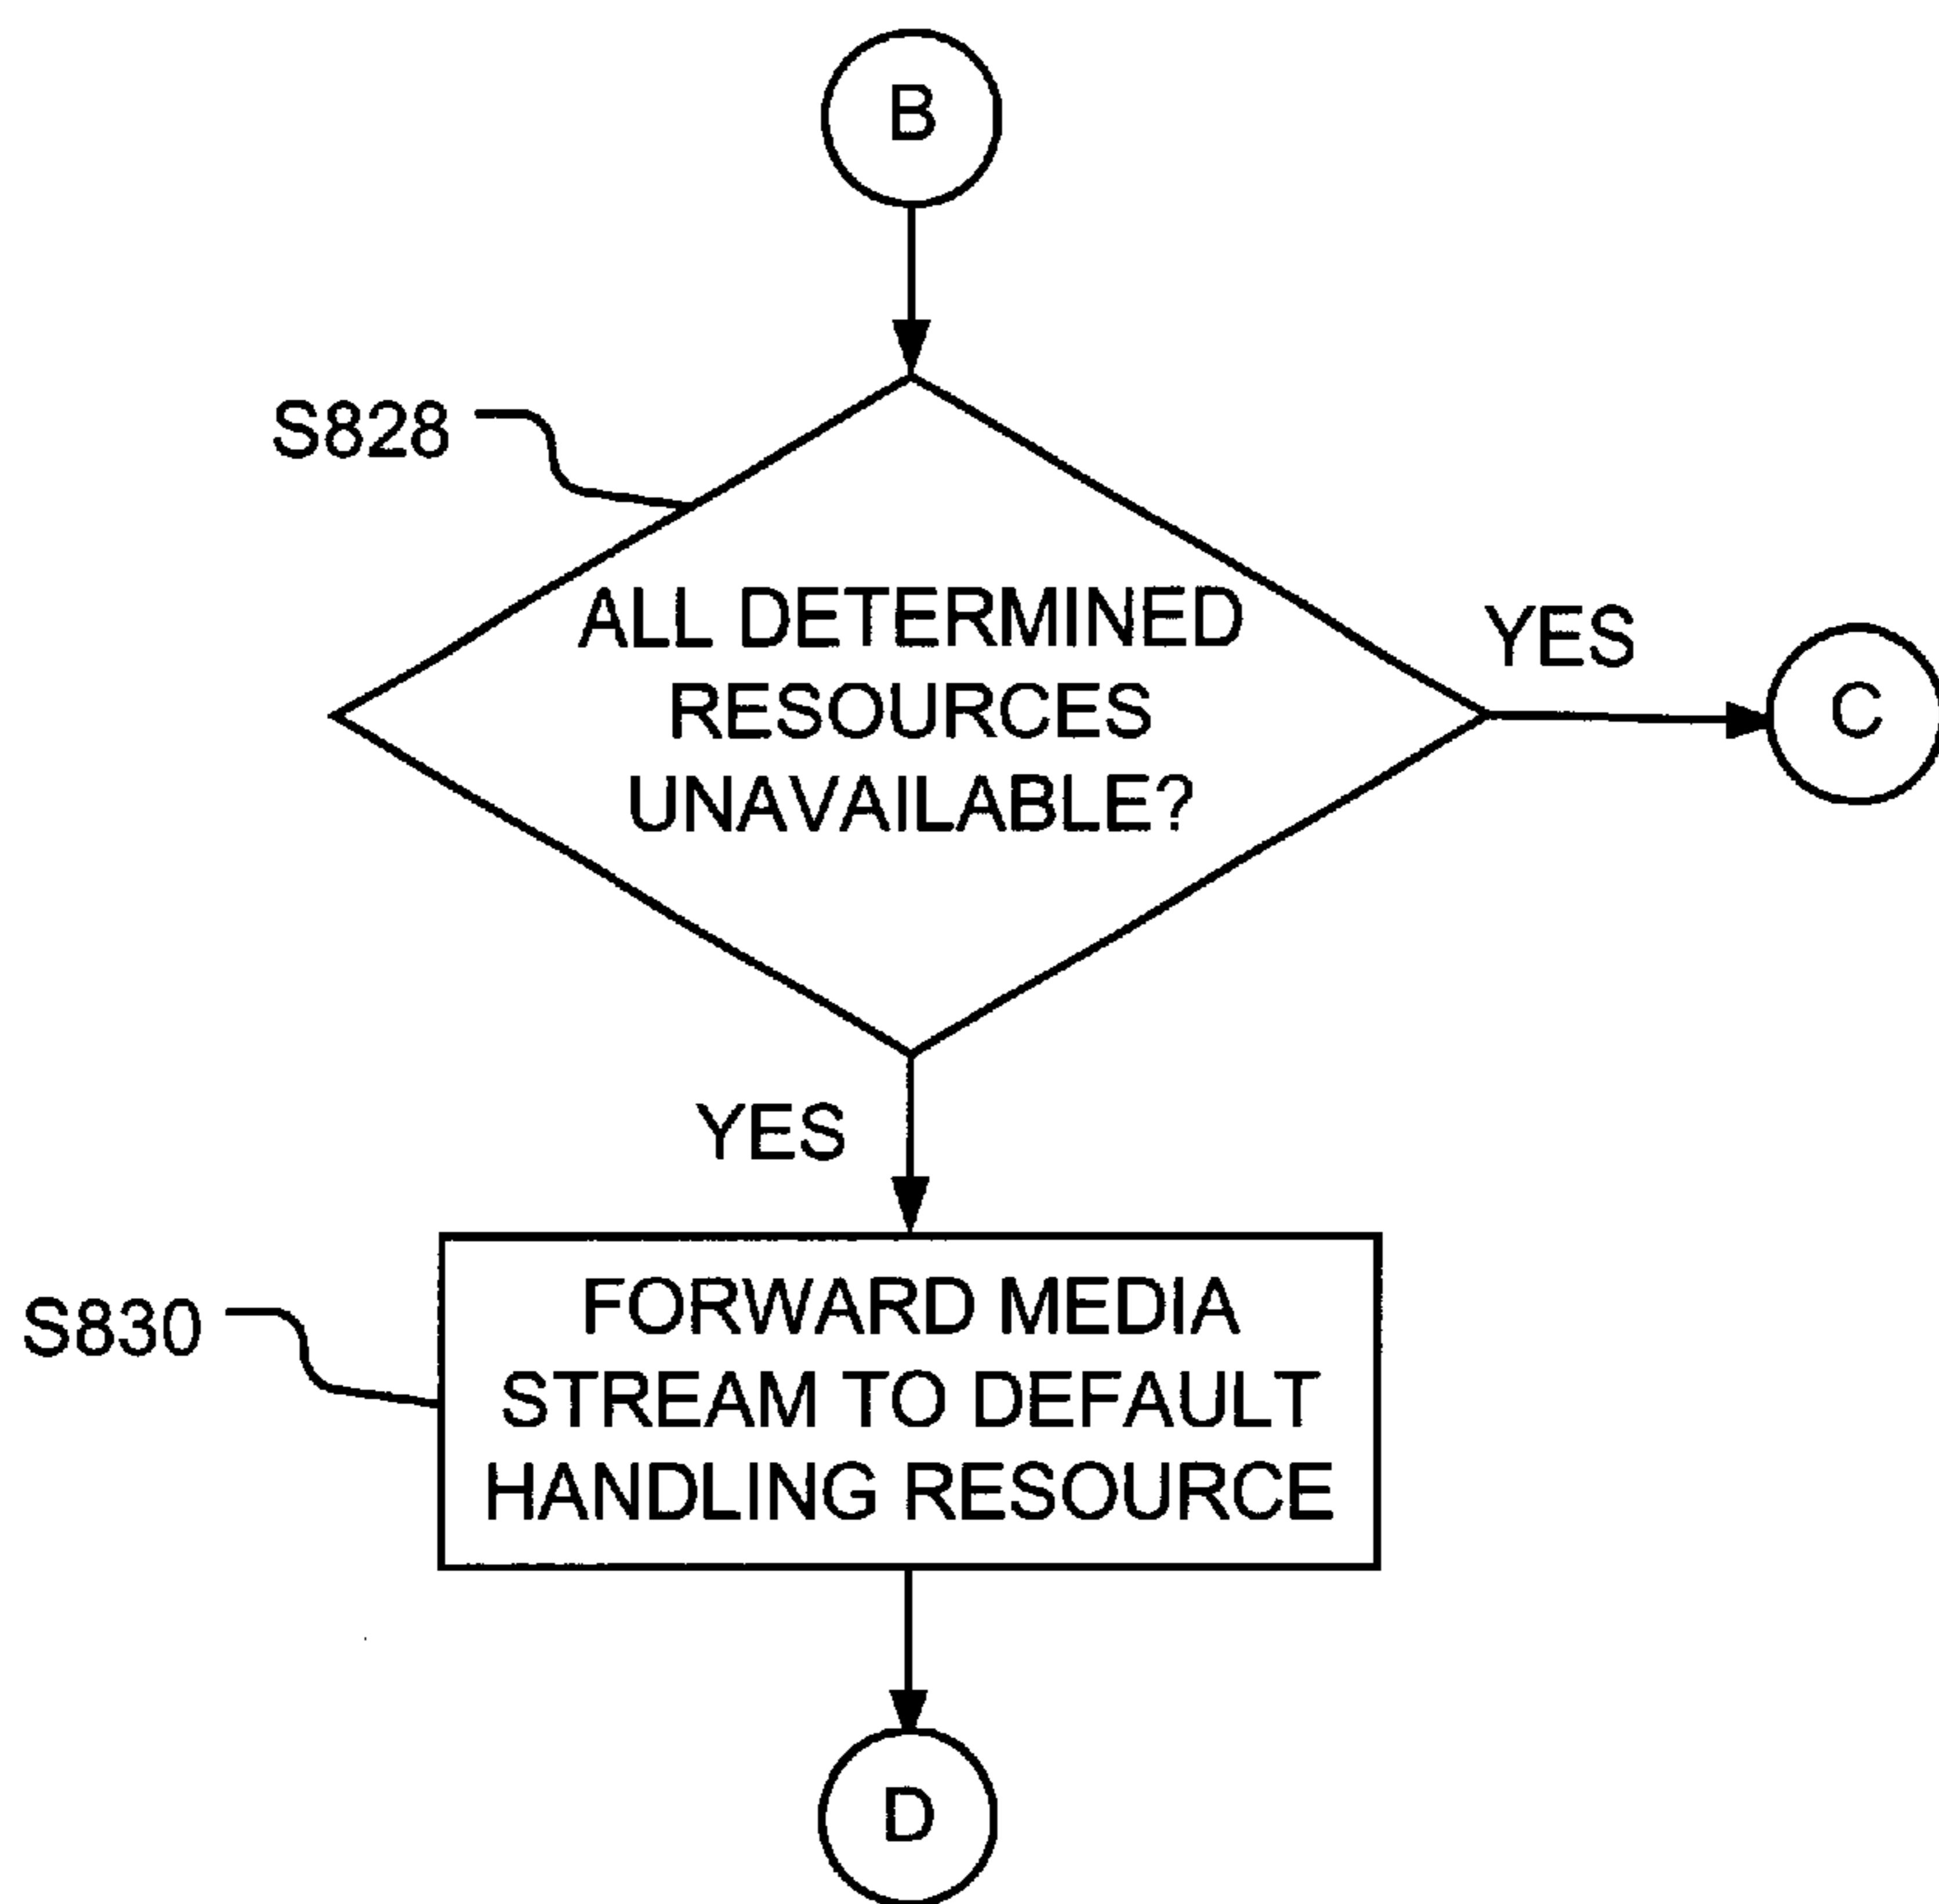 B
S828
ALL DETERMINED
RESOURCES
UNAVAILABLE?
YES
C
YES
S830
FORWARD MEDIA
STREAM TO DEFAULT
HANDLING RESOURCE
D